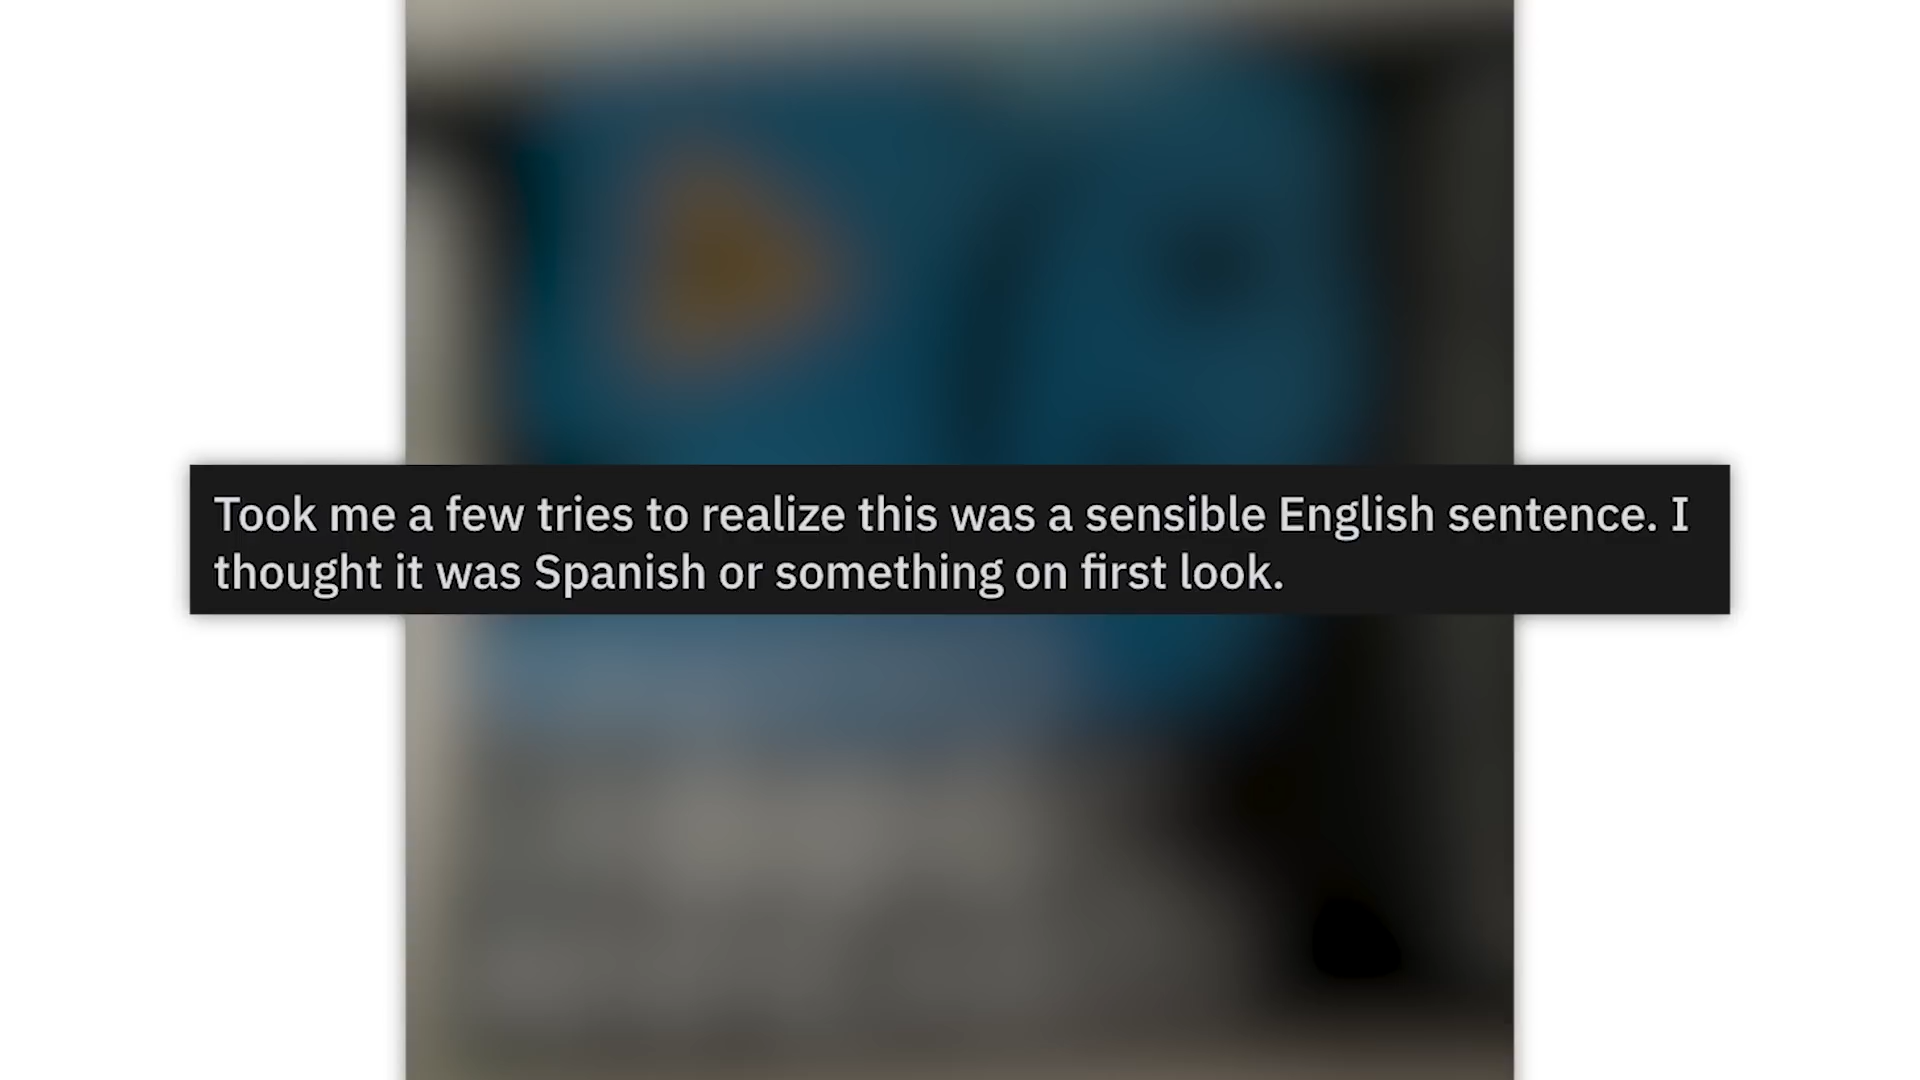 Took me a few tries to realize this was a sensible English sentence. I
thought it was Spanish or something on first look.